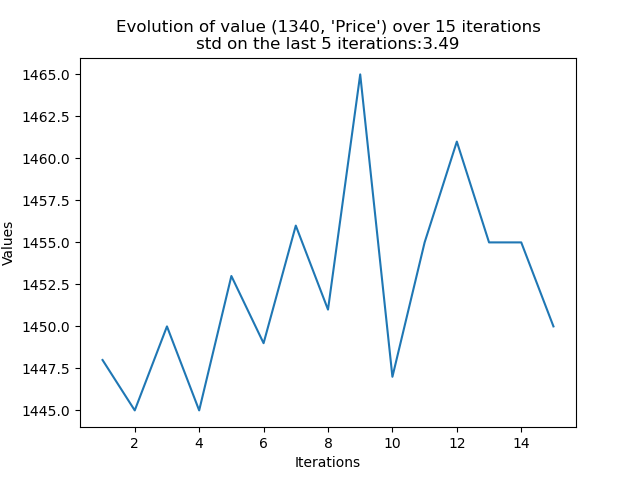 Evolution of value (1340, 'Price') over 15 iterations
std on the last 5 iterations:3.49
1465.0
1462.5
1460.0
1457.5
1455.0
1452.5
1450.0
1447.5
1445.0
Values
2 4 6 8 10 12 14
Iterations